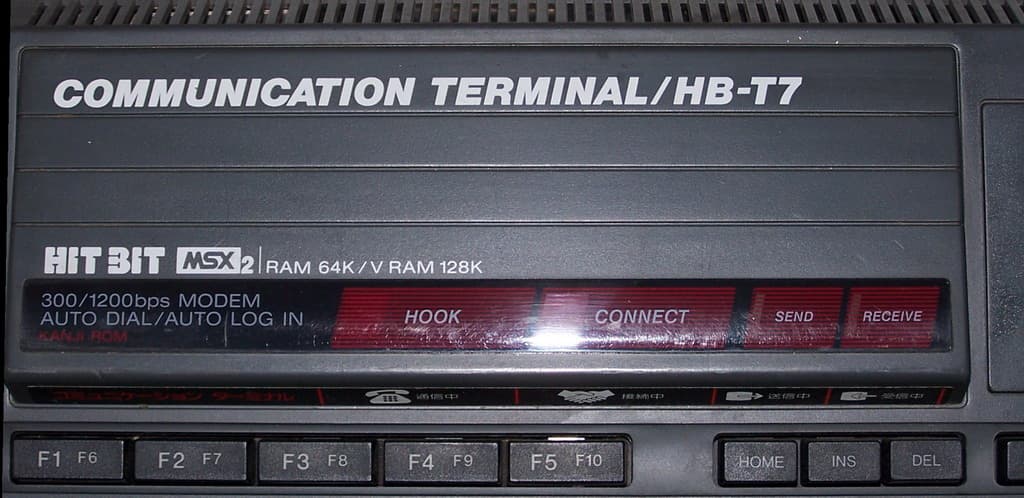 COMMUNICATION TERMINAL/HB-T7
HIT BIT MSX2 RAM 64K/V RAM 128K
300/1200bps MODEM
AUTO DIAL/AUTO LOG IN
KANJI ROM
HOOK CONNECT SEND RECEIVE
コミュニケーション ターミナル 通信中 接続中 送信中 受信中
F1 F6 F2 F7 F3 F8 F4 F9 F5 F10 HOME INS DEL